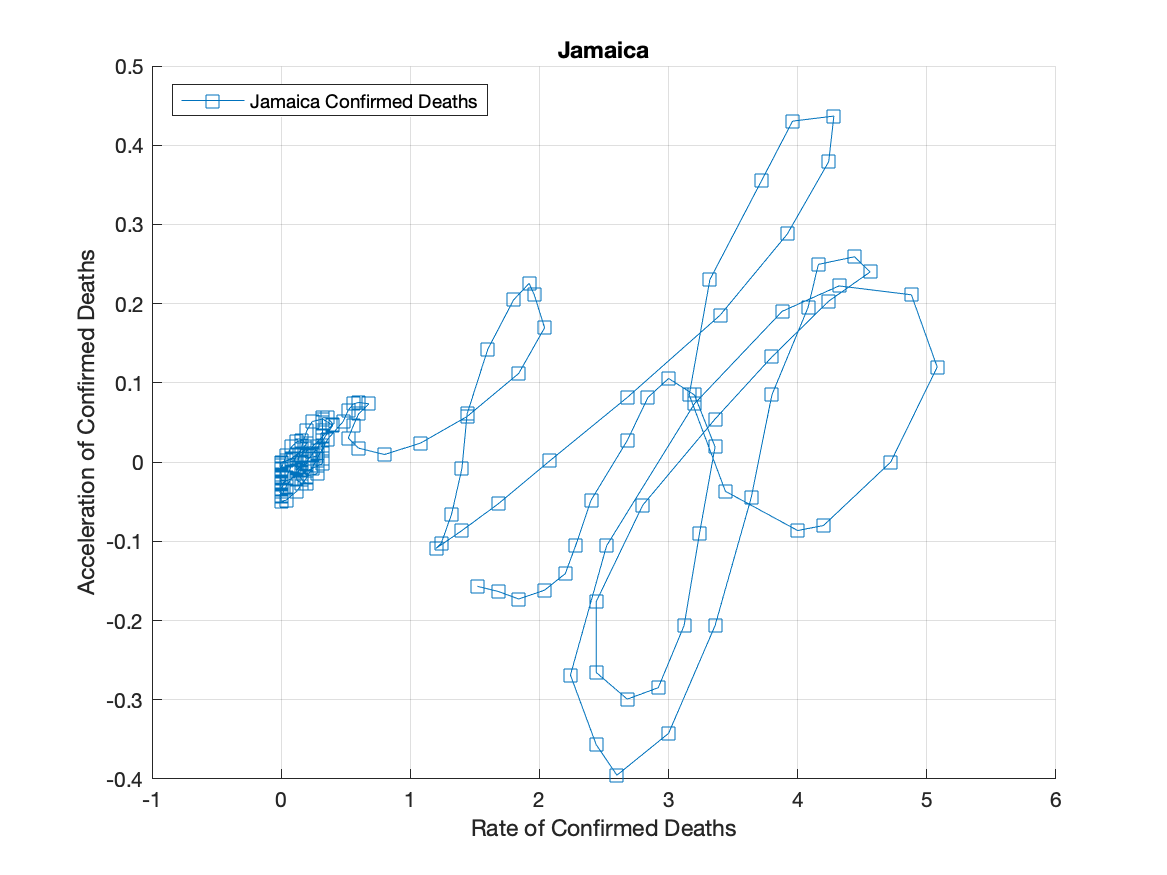 Jamaica
Jamaica Confirmed Deaths
Acceleration of Confirmed Deaths
0.5
0.4
0.3
0.2
0.1
0
-0.1
-0.2
-0.3
-0.4
-1 0 1 2 3 4 5 6
Rate of Confirmed Deaths